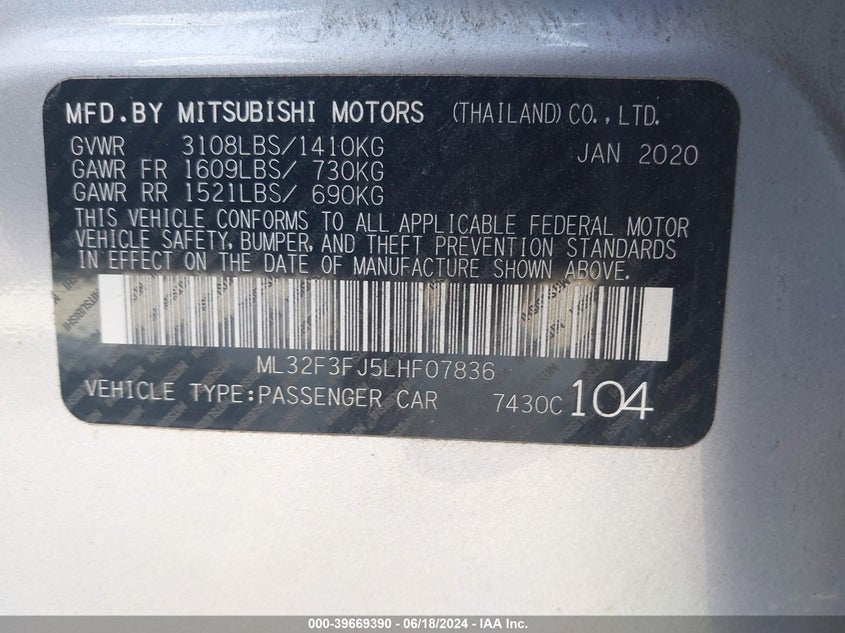 MFD.BY MITSUBISHI MOTORS (THAILAND)CO.,LTD.
GVWR 3108LBS/1410KG JAN 2020
GAWR FR 1609LBS/ 730KG
GAWR RR 1521LBS/ 690KG
THIS VEHICLE CONFORMS TO ALL APPLICABLE FEDERAL MOTOR
VEHICLE SAFETY, BUMPER, AND THEFT PREVENTION STANDARDS
IN EFFECT ON THE DATE OF MANUFACTURE SHOWN ABOVE.
ML32F3FJ5LHF07836
VEHICLE TYPE:PASSENGER CAR 7430C 104
000-39669390 - 06/18/2024 - IAA Inc.